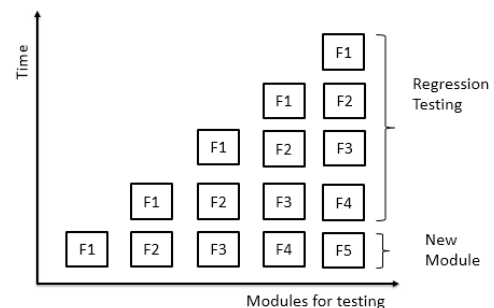 Time
F1
F1 F2
F1 F2 F3
F1 F2 F3 F4
F1 F2 F3 F4 F5
Regression
Testing
New
Module
Modules for testing